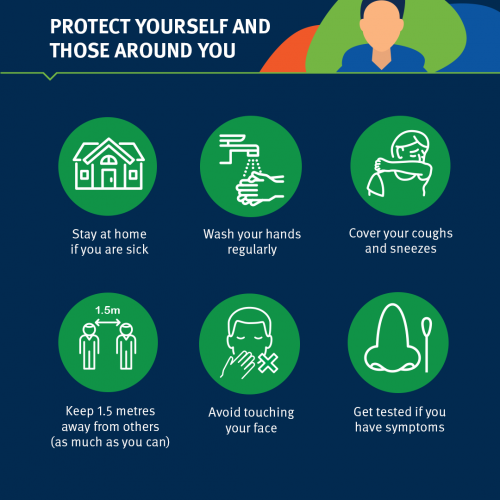 PROTECT YOURSELF AND
THOSE AROUND YOU
Stay at home
if you are sick
Wash your hands
regularly
Cover your coughs
and sneezes
1.5m
Keep 1.5 metres
away from others
(as much as you can)
Avoid touching
your face
Get tested if you
have symptoms